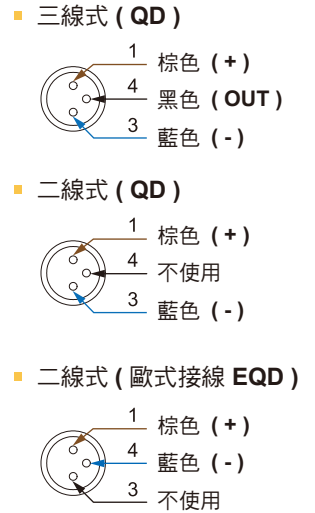 三線式 ( QD )
1 棕色 ( + )
4 黑色 ( OUT )
3 藍色 ( - )
二線式 ( QD )
1 棕色 ( + )
4 不使用
3 藍色 ( - )
二線式 ( 歐式接線 EQD )
1 棕色 ( + )
4 藍色 ( - )
3 不使用